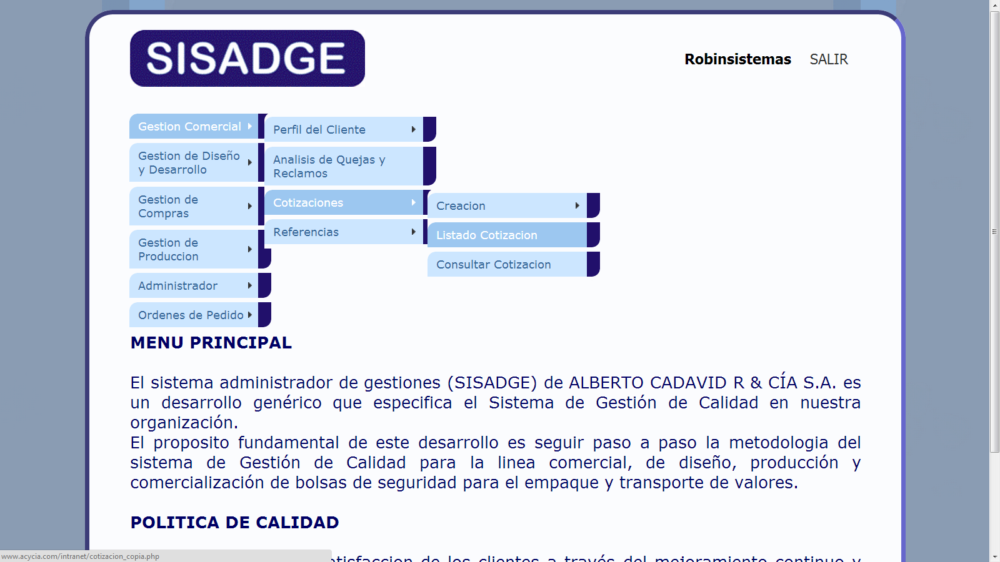 SISADGE
Robinsistemas SALIR
Gestion Comercial
Gestion de Diseño
y Desarrollo
Gestion de
Compras
Gestion de
Produccion
Administrador
Ordenes de Pedido
Perfil del Cliente
Analisis de Quejas y
Reclamos
Cotizaciones
Referencias
Creacion
Listado Cotizacion
Consultar Cotizacion
MENU PRINCIPAL
El sistema administrador de gestiones (SISADGE) de ALBERTO CADAVID R & CÍA S.A. es
un desarrollo genérico que especifica el Sistema de Gestión de Calidad en nuestra
organización.
El proposito fundamental de este desarrollo es seguir paso a paso la metodologia del
sistema de Gestión de Calidad para la linea comercial, de diseño, producción y
comercialización de bolsas de seguridad para el empaque y transporte de valores.
POLITICA DE CALIDAD
de los clientes a través del mejoramiento continuo y
www.acycia.com/intranet/cotizacion_copia.php